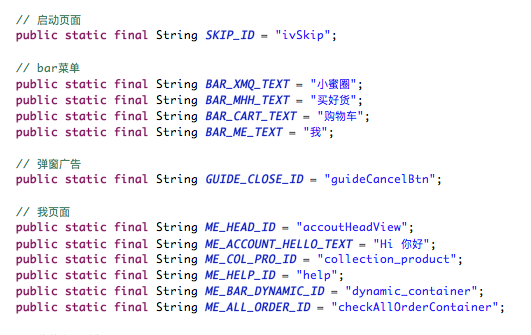 // 启动页面
public static final String SKIP_ID = "ivSkip";
// bar菜单
public static final String BAR_XMQ_TEXT = "小蜜圈";
public static final String BAR_MHH_TEXT = "买好货";
public static final String BAR_CART_TEXT = "购物车";
public static final String BAR_ME_TEXT = "我";
// 弹窗广告
public static final String GUIDE_CLOSE_ID = "guideCancelBtn";
// 我页面
public static final String ME_HEAD_ID = "accoutHeadView";
public static final String ME_ACCOUNT_HELLO_TEXT = "Hi 你好";
public static final String ME_COL_PRO_ID = "collection_product";
public static final String ME_HELP_ID = "help";
public static final String ME_BAR_DYNAMIC_ID = "dynamic_container";
public static final String ME_ALL_ORDER_ID = "checkAllOrderContainer";